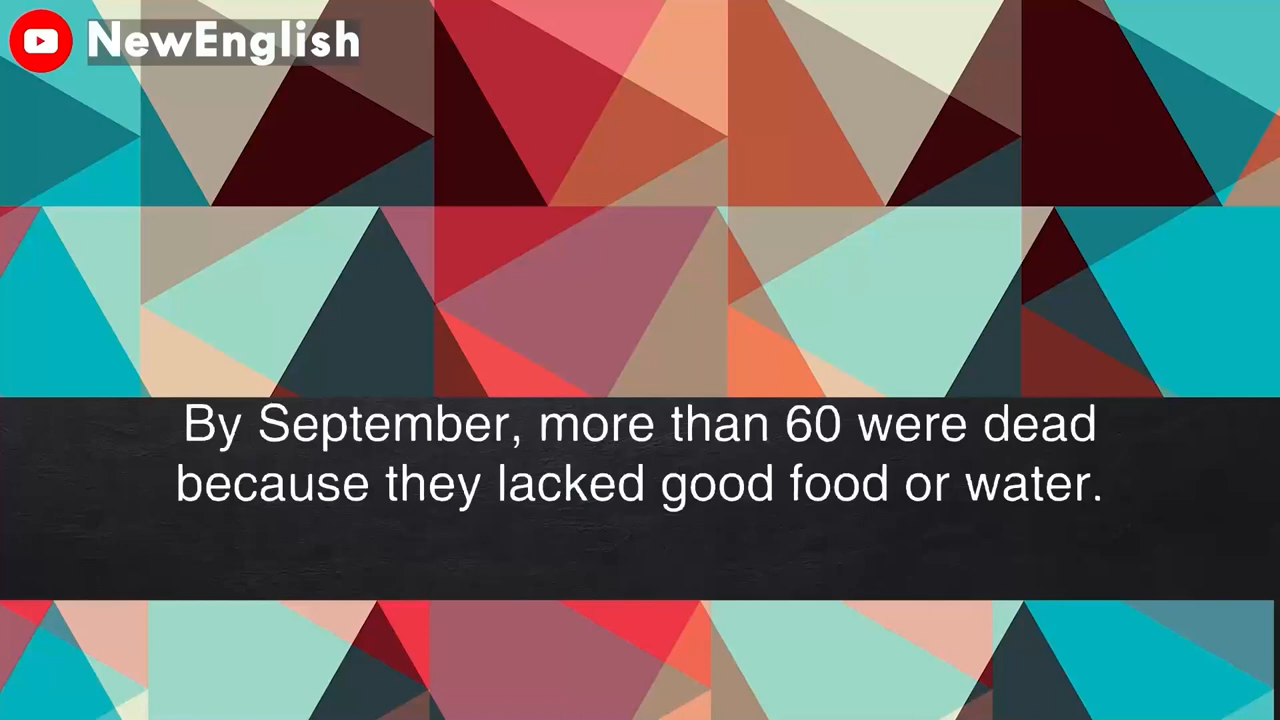 NewEnglish
By September, more than 60 were dead
because they lacked good food or water.